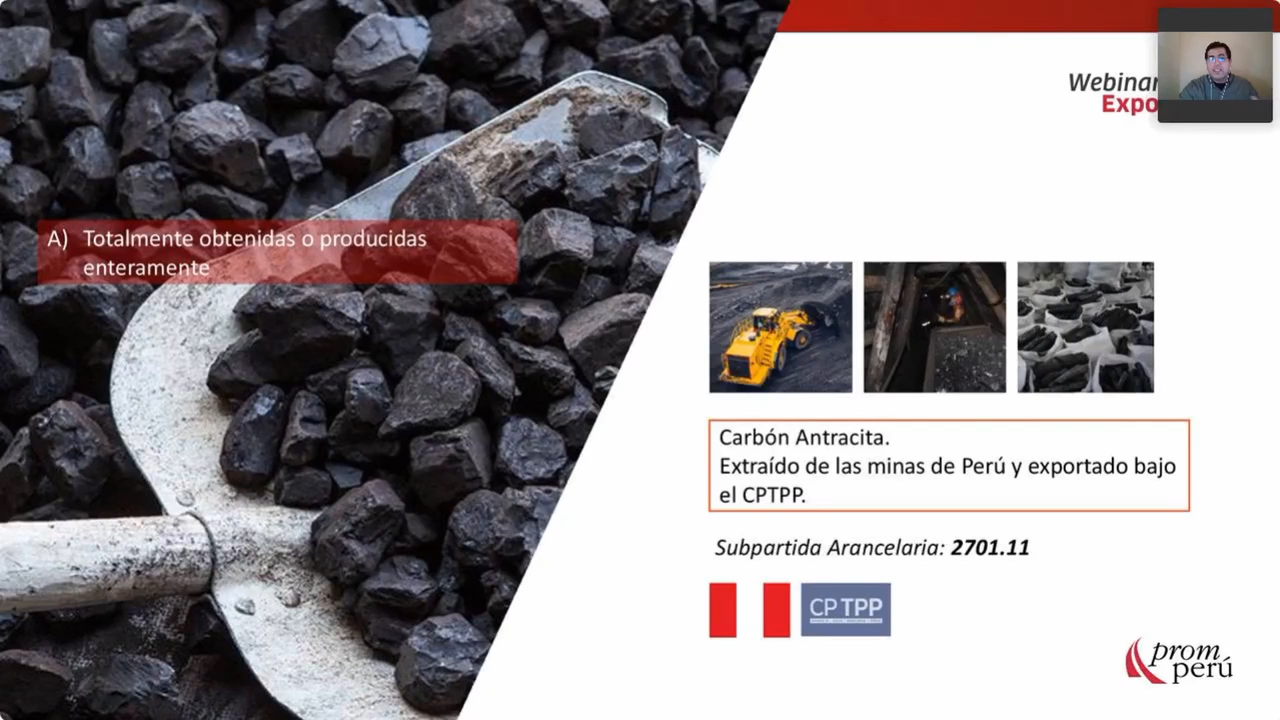 Webinar
Expo
A) Totalmente obtenidas o producidas
enteramente
Carbón Antracita.
Extraído de las minas de Perú y exportado bajo
el CPTPP.
Subpartida Arancelaria: 2701.11
CPTPP
prom
perú